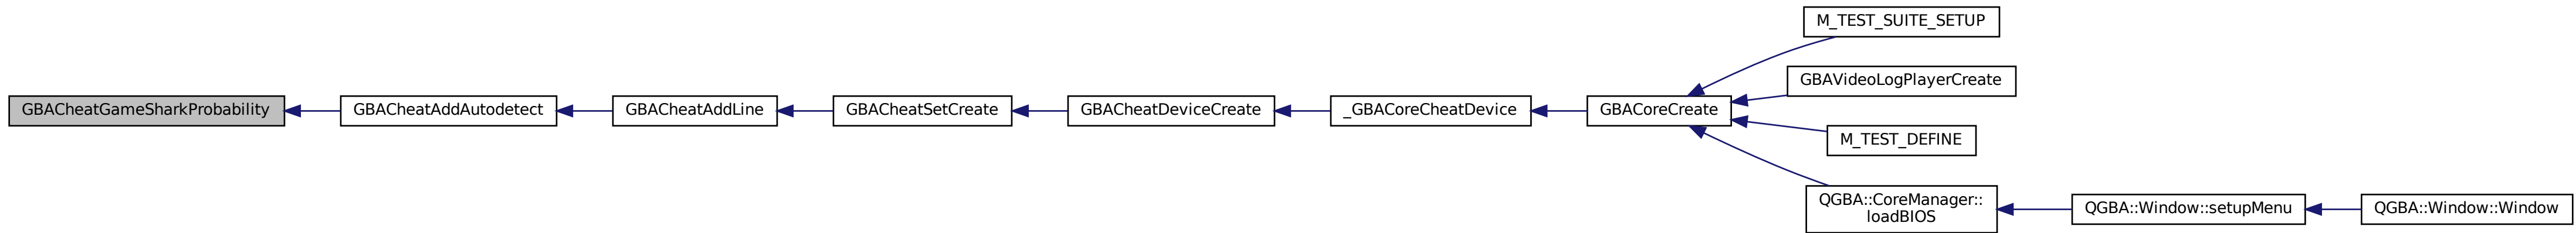 GBACheatGameSharkProbability
GBACheatAddAutodetect
GBACheatAddLine
GBACheatSetCreate
GBACheatDeviceCreate
_GBACoreCheatDevice
GBACoreCreate
M_TEST_SUITE_SETUP
GBAVideoLogPlayerCreate
M_TEST_DEFINE
QGBA::CoreManager::
loadBIOS
QGBA::Window::setupMenu
QGBA::Window::Window